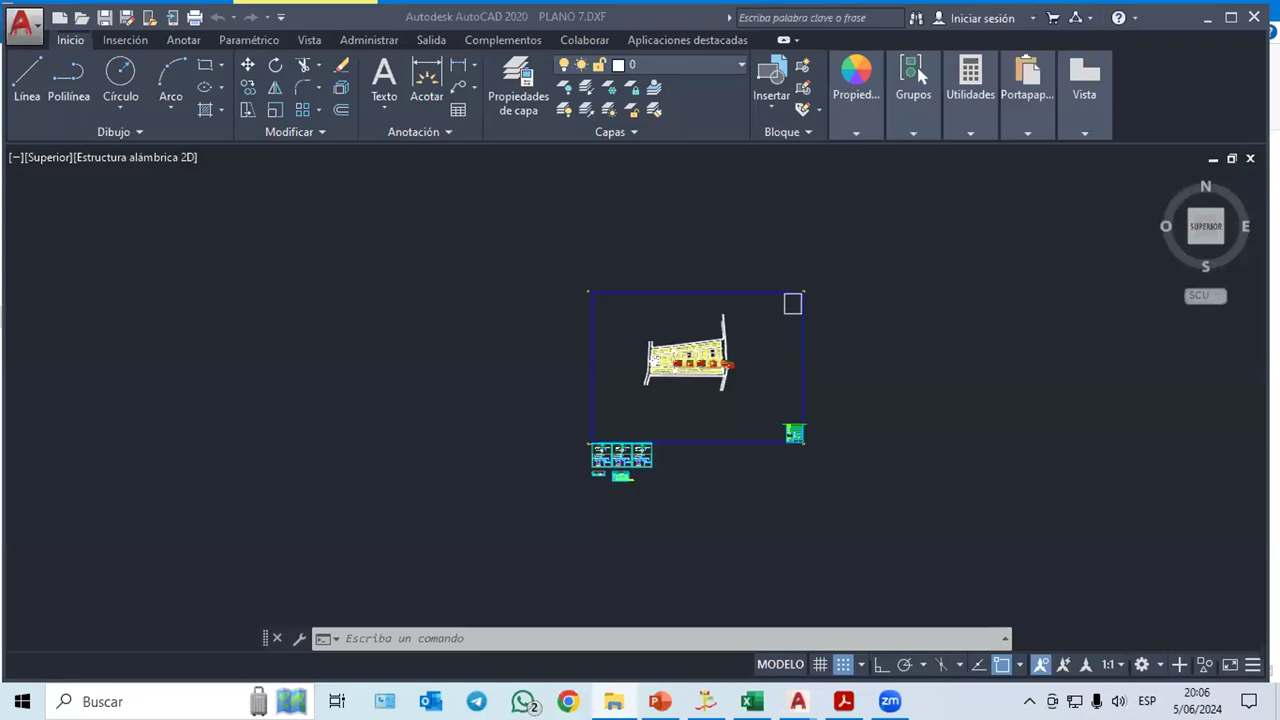 Autodesk AutoCAD 2020 PLANO 7.DXF
Escriba palabra clave o frase
Iniciar sesión
Inicio Inserción Anotar Paramétrico Vista Administrar Salida Complementos Colaborar Aplicaciones destacadas
0
Línea Polilínea Círculo Arco Texto Acotar Propiedades de capa Insertar Propied... Grupos Utilidades Portapap... Vista
Dibujo Modificar Anotación Capas Bloque
[−][Superior][Estructura alámbrica 2D]
N
O SUPERIOR E
S
SCU
Escriba un comando
MODELO 1:1
Buscar
2
zm
ESP
20:06
5/06/2024